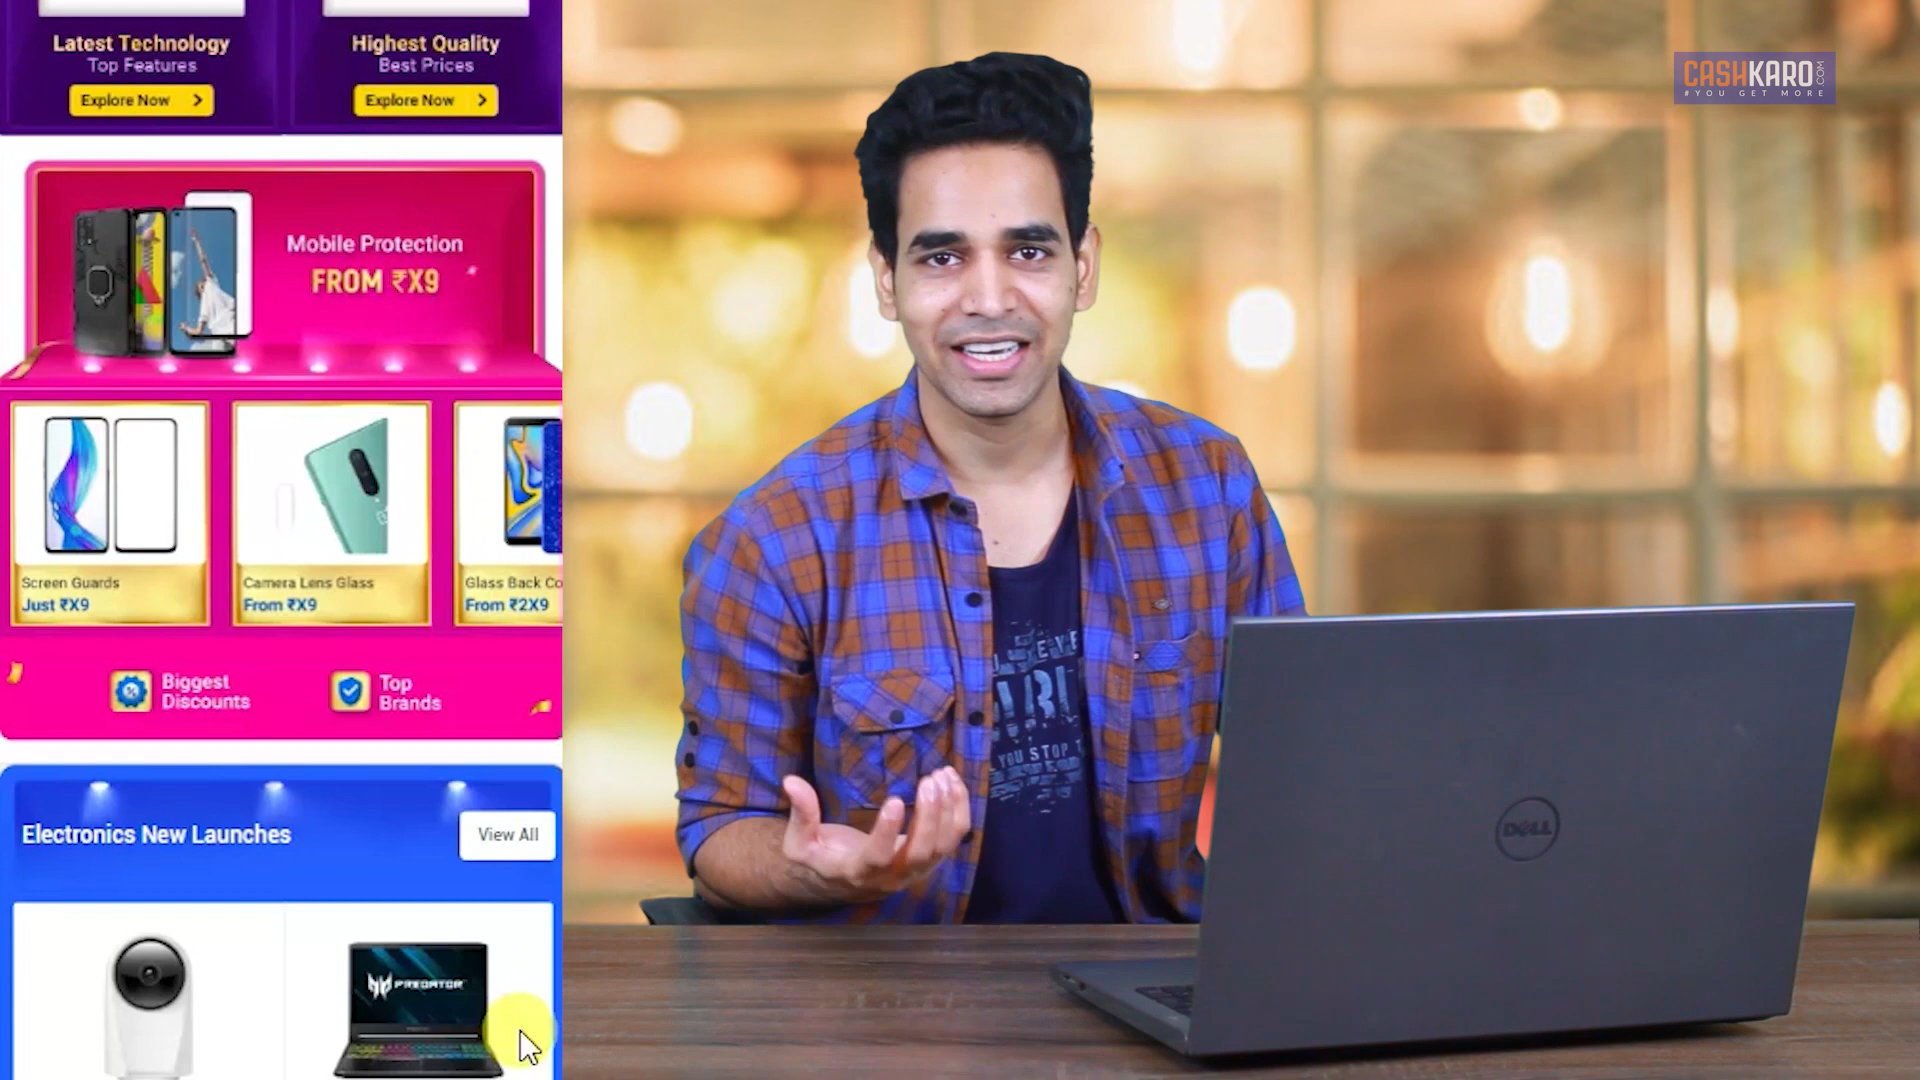 Latest Technology
Top Features
Explore Now
Highest Quality
Best Prices
Explore Now
Mobile Protection
FROM ₹X9
Screen Guards
Just ₹X9
Camera Lens Glass
From ₹X9
Glass Back Co
From ₹2X9
Biggest
Discounts
Top
Brands
Electronics New Launches
View All
PREDATOR
CASHKARO.COM
#YOU GET MORE
YOU STOP
DELL